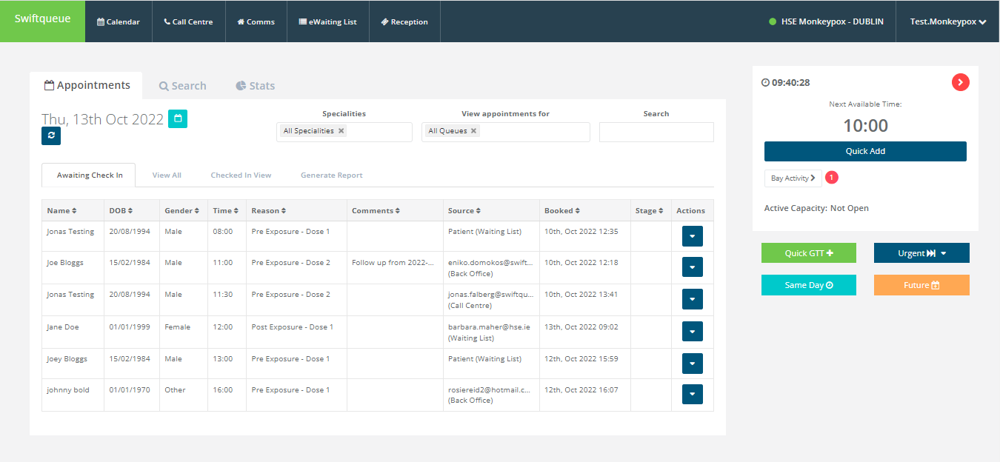 Swiftqueue
Calendar
Call Centre
Comms
eWaiting List
Reception
HSE Monkeypox - DUBLIN
Test.Monkeypox
Appointments
Search
Stats
Thu, 13th Oct 2022
Specialities
All Specialities ×
View appointments for
All Queues ×
Search
Awaiting Check In
View All
Checked In View
Generate Report
Name DOB Gender Time Reason Comments Source Booked Stage Actions
Jonas Testing 20/08/1994 Male 08:00 Pre Exposure - Dose 1 Patient (Waiting List) 10th, Oct 2022 12:35
Joe Bloggs 15/02/1984 Male 11:00 Pre Exposure - Dose 2 Follow up from 2022-... eniko.domokos@swift... 10th, Oct 2022 12:18
(Back Office)
Jonas Testing 20/08/1994 Male 11:30 Pre Exposure - Dose 2 jonas.falberg@swiftqu... 10th, Oct 2022 13:41
(Call Centre)
Jane Doe 01/01/1999 Female 12:00 Post Exposure - Dose 1 barbara.maher@hse.ie 13th, Oct 2022 09:02
(Waiting List)
Joey Bloggs 15/02/1984 Male 13:00 Pre Exposure - Dose 1 Patient (Waiting List) 12th, Oct 2022 15:59
johnny bold 01/01/1970 Other 16:00 Pre Exposure - Dose 1 rosiereid2@hotmail.c... 12th, Oct 2022 16:07
(Back Office)
09:40:28
Next Available Time:
10:00
Quick Add
Bay Activity
1
Active Capacity: Not Open
Quick GTT
Urgent
Same Day
Future